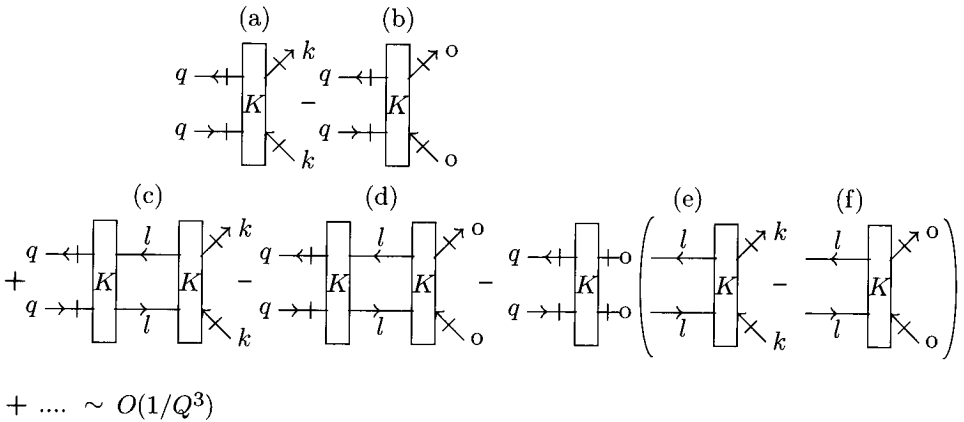 (a) (b)
q K k − q K o
q k q o
(c) (d) (e) (f)
q l k q l o q o l k l o
+ K K − K K − K ( K − K )
q l k q l o q o l k l o
+ .... ~ O(1/Q³)